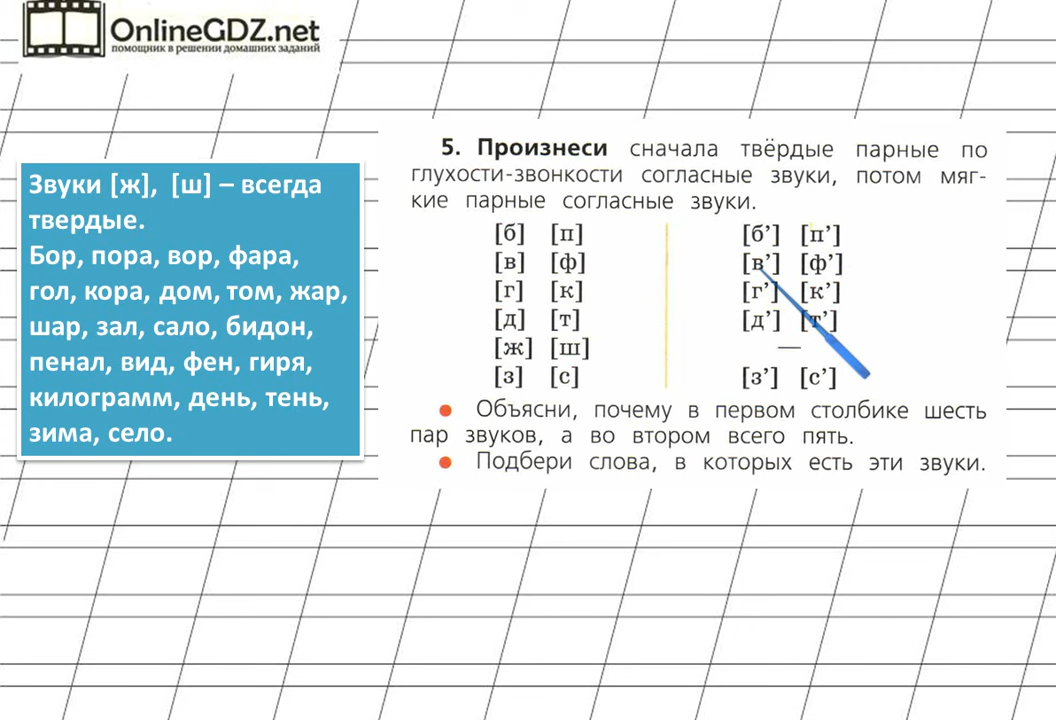 OnlineGDZ.net
помощник в решении домашних заданий
Звуки [ж], [ш] – всегда
твердые.
Бор, пора, вор, фара,
гол, кора, дом, том, жар,
шар, зал, сало, бидон,
пенал, вид, фен, гиря,
килограмм, день, тень,
зима, село.
5. Произнеси сначала твёрдые парные по
глухости-звонкости согласные звуки, потом мяг-
кие парные согласные звуки.
[б] [п] [б’] [п’]
[в] [ф] [в’] [ф’]
[г] [к] [г’] [к’]
[д] [т] [д’] [т’]
[ж] [ш] —
[з] [с] [з’] [с’]
• Объясни, почему в первом столбике шесть
пар звуков, а во втором всего пять.
• Подбери слова, в которых есть эти звуки.